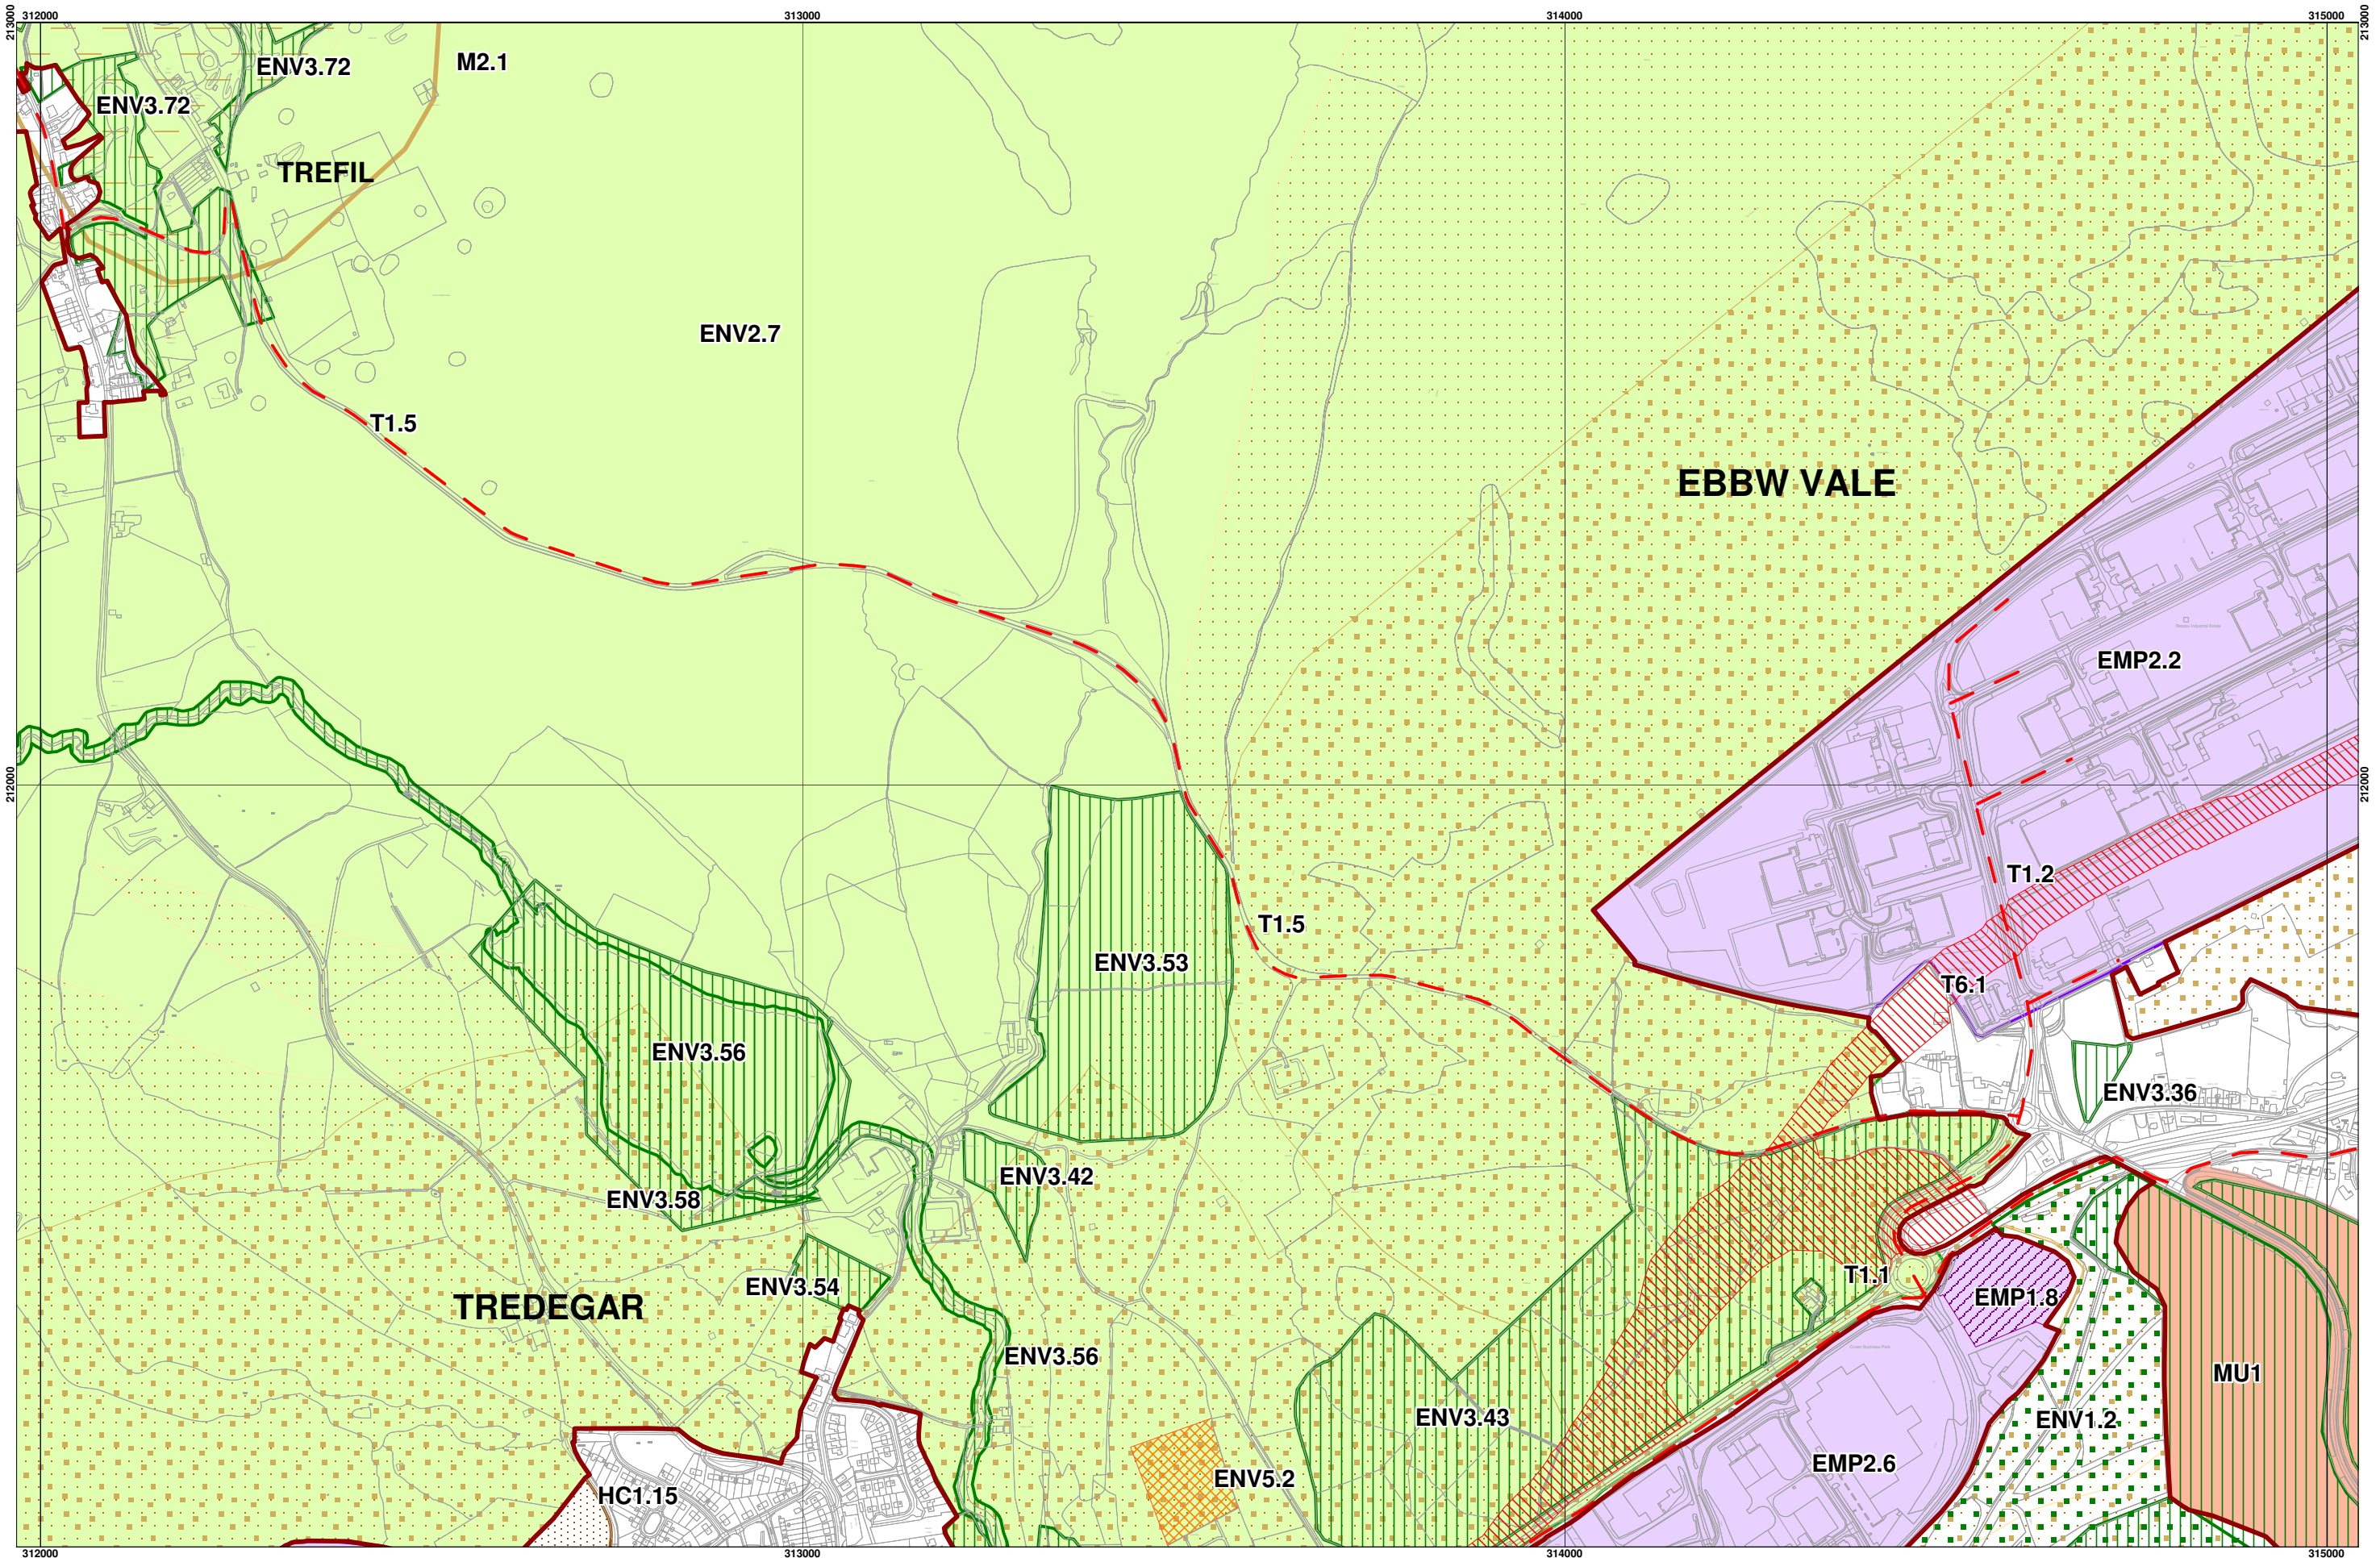 312000
313000
314000
315000
213000
213000
ENV3.72
M2.1
ENV3.72
TREFIL
ENV2.7
T1.5
EBBW VALE
EMP2.2
212000
212000
T1.2
T1.5
ENV3.53
T6.1
ENV3.56
ENV3.36
ENV3.42
ENV3.58
T1.1
ENV3.54
EMP1.8
TREDEGAR
ENV3.56
MU1
ENV3.43
ENV1.2
EMP2.6
ENV5.2
HC1.15
312000
313000
314000
315000